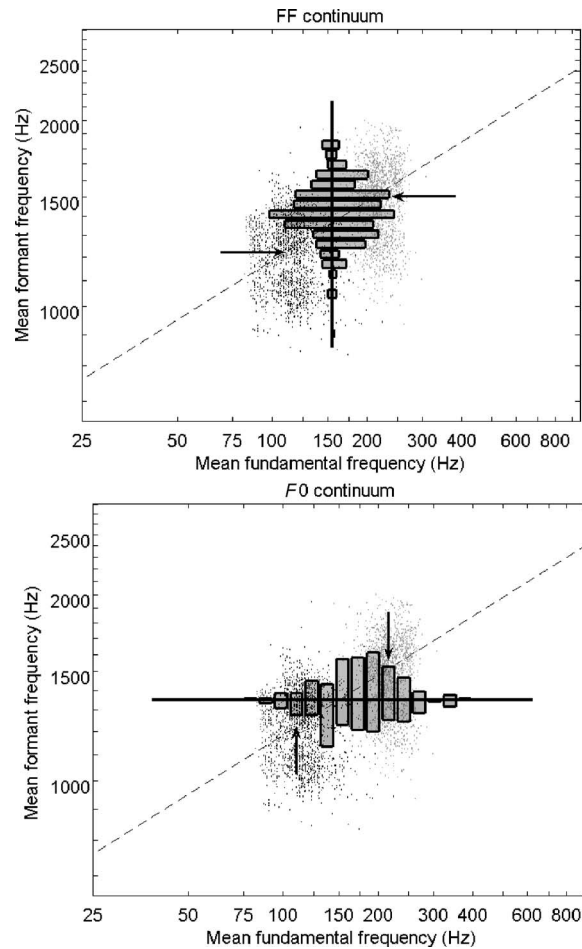 FF continuum
2500
2000
1500
1000
Mean formant frequency (Hz)
25 50 75 100 150 200 300 400 600 800
Mean fundamental frequency (Hz)
F0 continuum
2500
2000
1500
1000
Mean formant frequency (Hz)
25 50 75 100 150 200 300 400 600 800
Mean fundamental frequency (Hz)